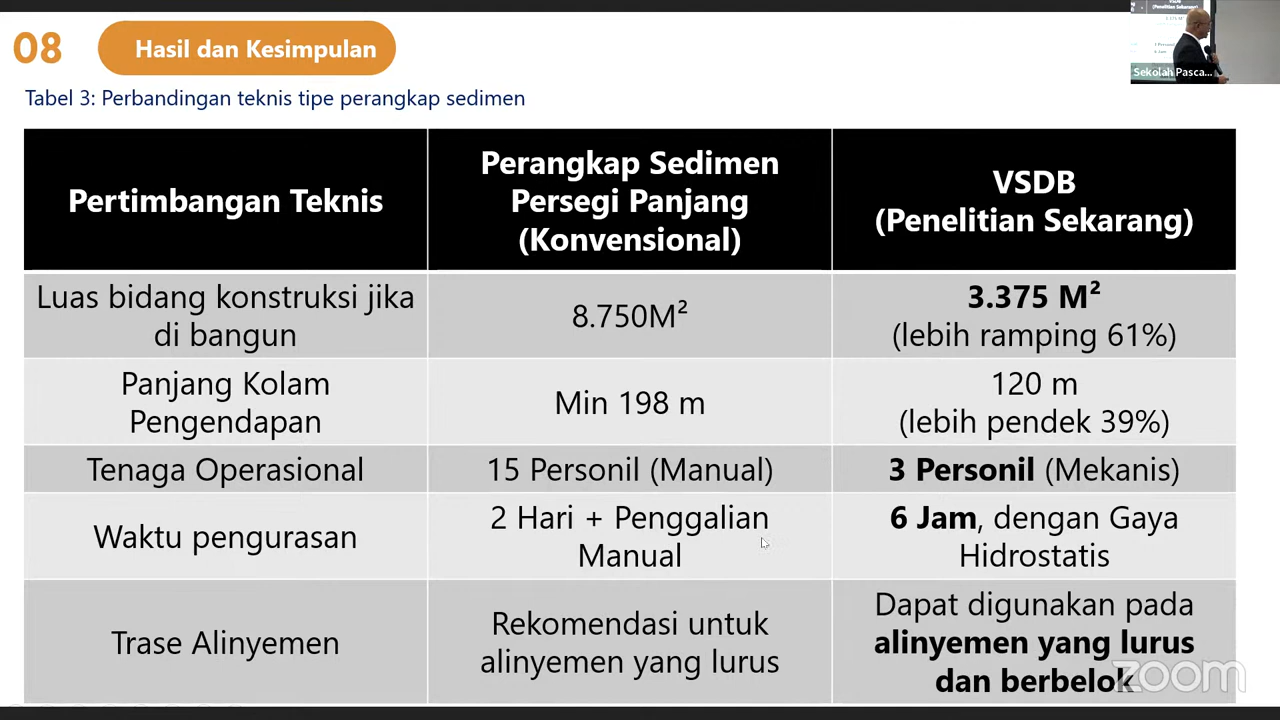 08
Hasil dan Kesimpulan
Sekolah Pasca...
Tabel 3: Perbandingan teknis tipe perangkap sedimen
Pertimbangan Teknis
Perangkap Sedimen
Persegi Panjang
(Konvensional)
VSDB
(Penelitian Sekarang)
Luas bidang konstruksi jika
di bangun
8.750M²
3.375 M²
(lebih ramping 61%)
Panjang Kolam
Pengendapan
Min 198 m
120 m
(lebih pendek 39%)
Tenaga Operasional
15 Personil (Manual)
3 Personil (Mekanis)
Waktu pengurasan
2 Hari + Penggalian
Manual
6 Jam, dengan Gaya
Hidrostatis
Trase Alinyemen
Rekomendasi untuk
alinyemen yang lurus
Dapat digunakan pada
alinyemen yang lurus
dan berbelok
zoom